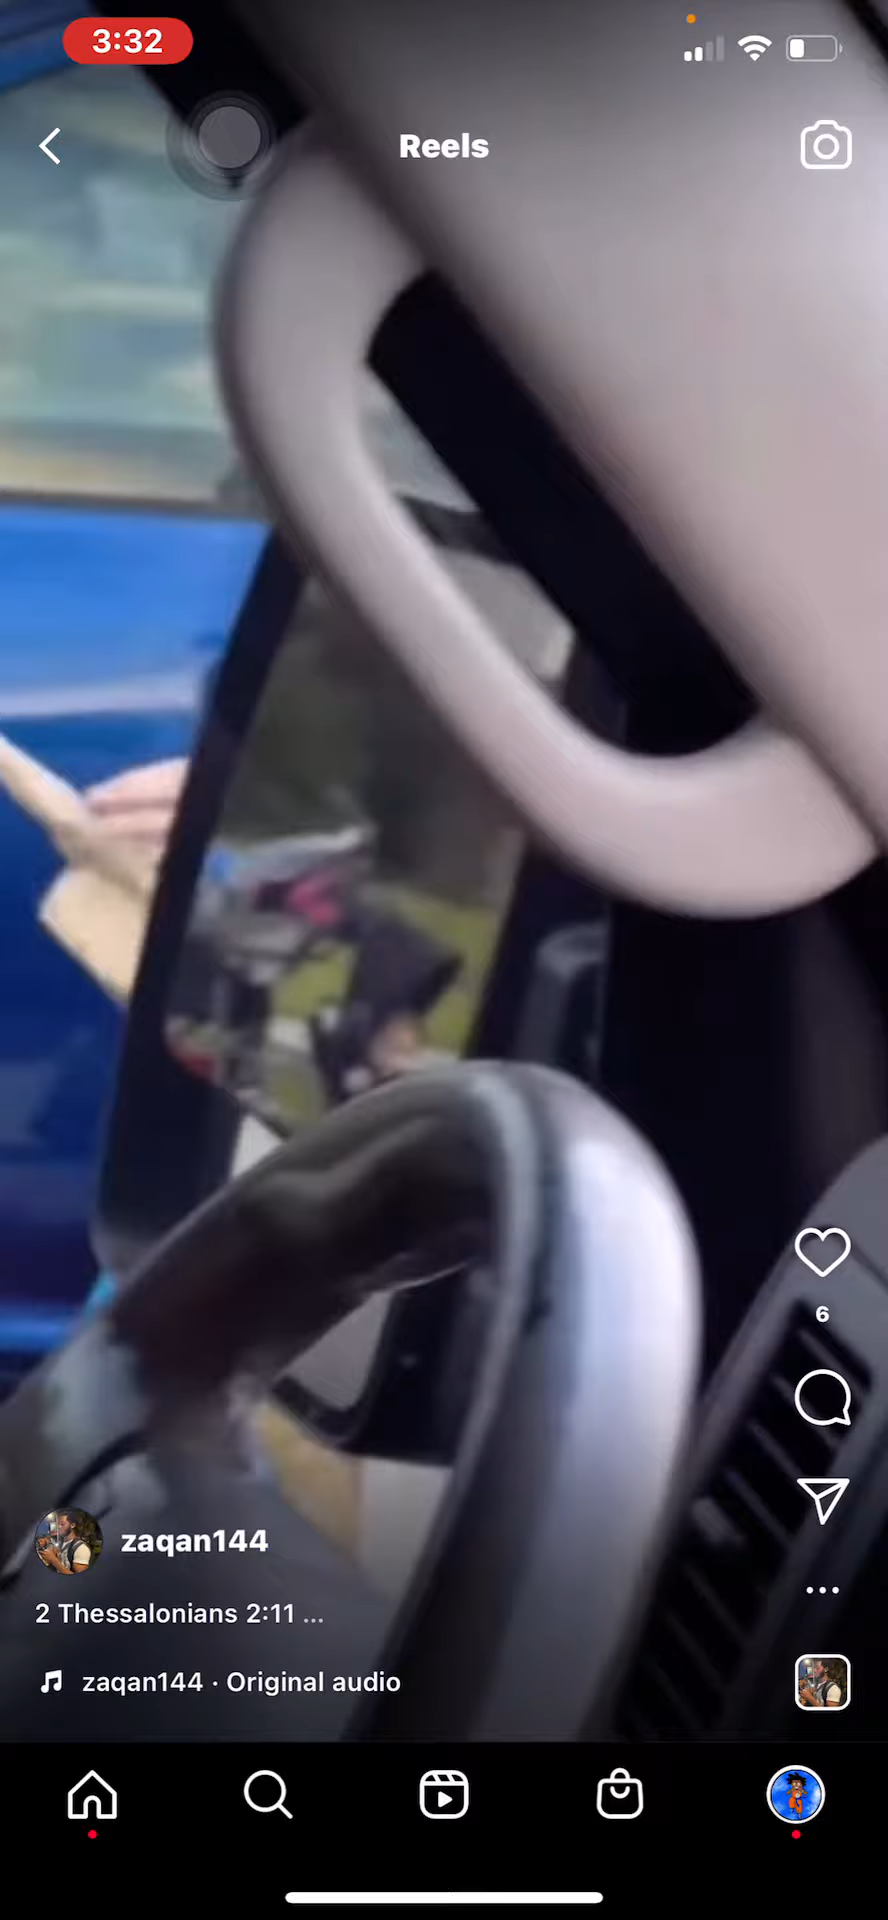 3:32
Reels
6
zaqan144
2 Thessalonians 2:11 ...
zaqan144 · Original audio